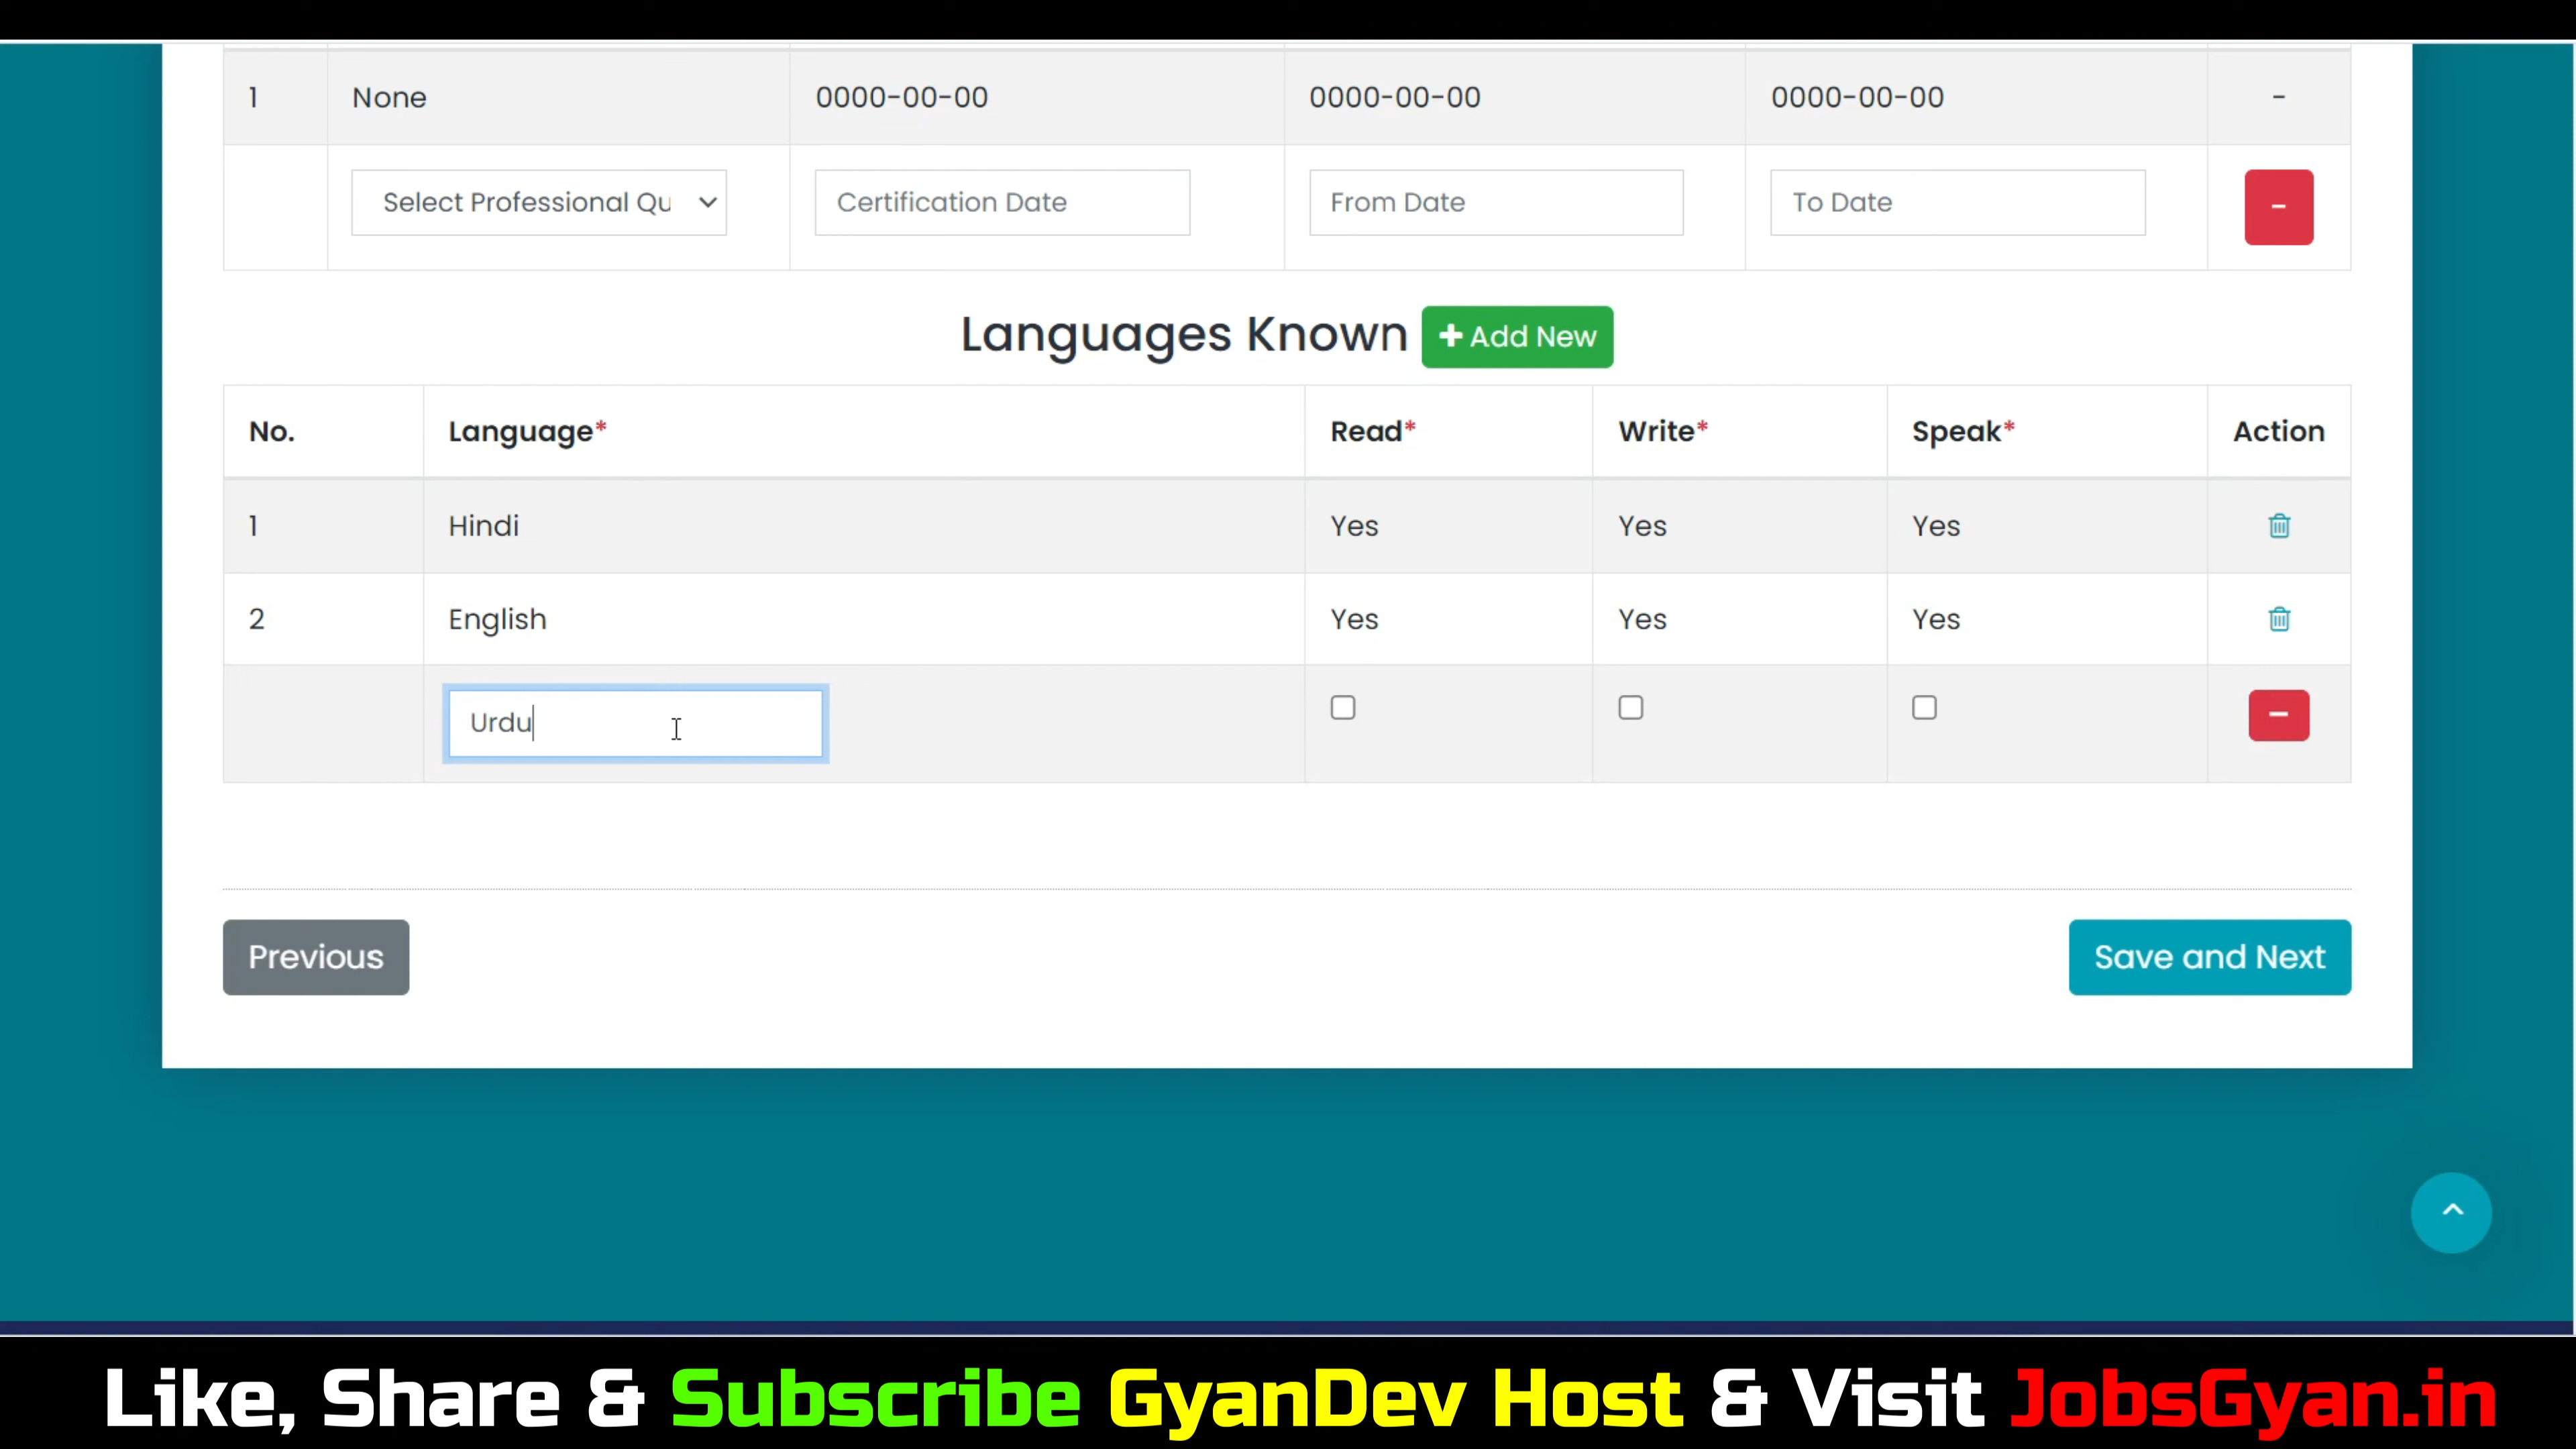 1 None 0000-00-00 0000-00-00 0000-00-00 -
Select Professional Qu Certification Date From Date To Date -
Languages Known + Add New
No. Language* Read* Write* Speak* Action
1 Hindi Yes Yes Yes
2 English Yes Yes Yes
Urdu -
Previous Save and Next
Like, Share & Subscribe GyanDev Host & Visit JobsGyan.in